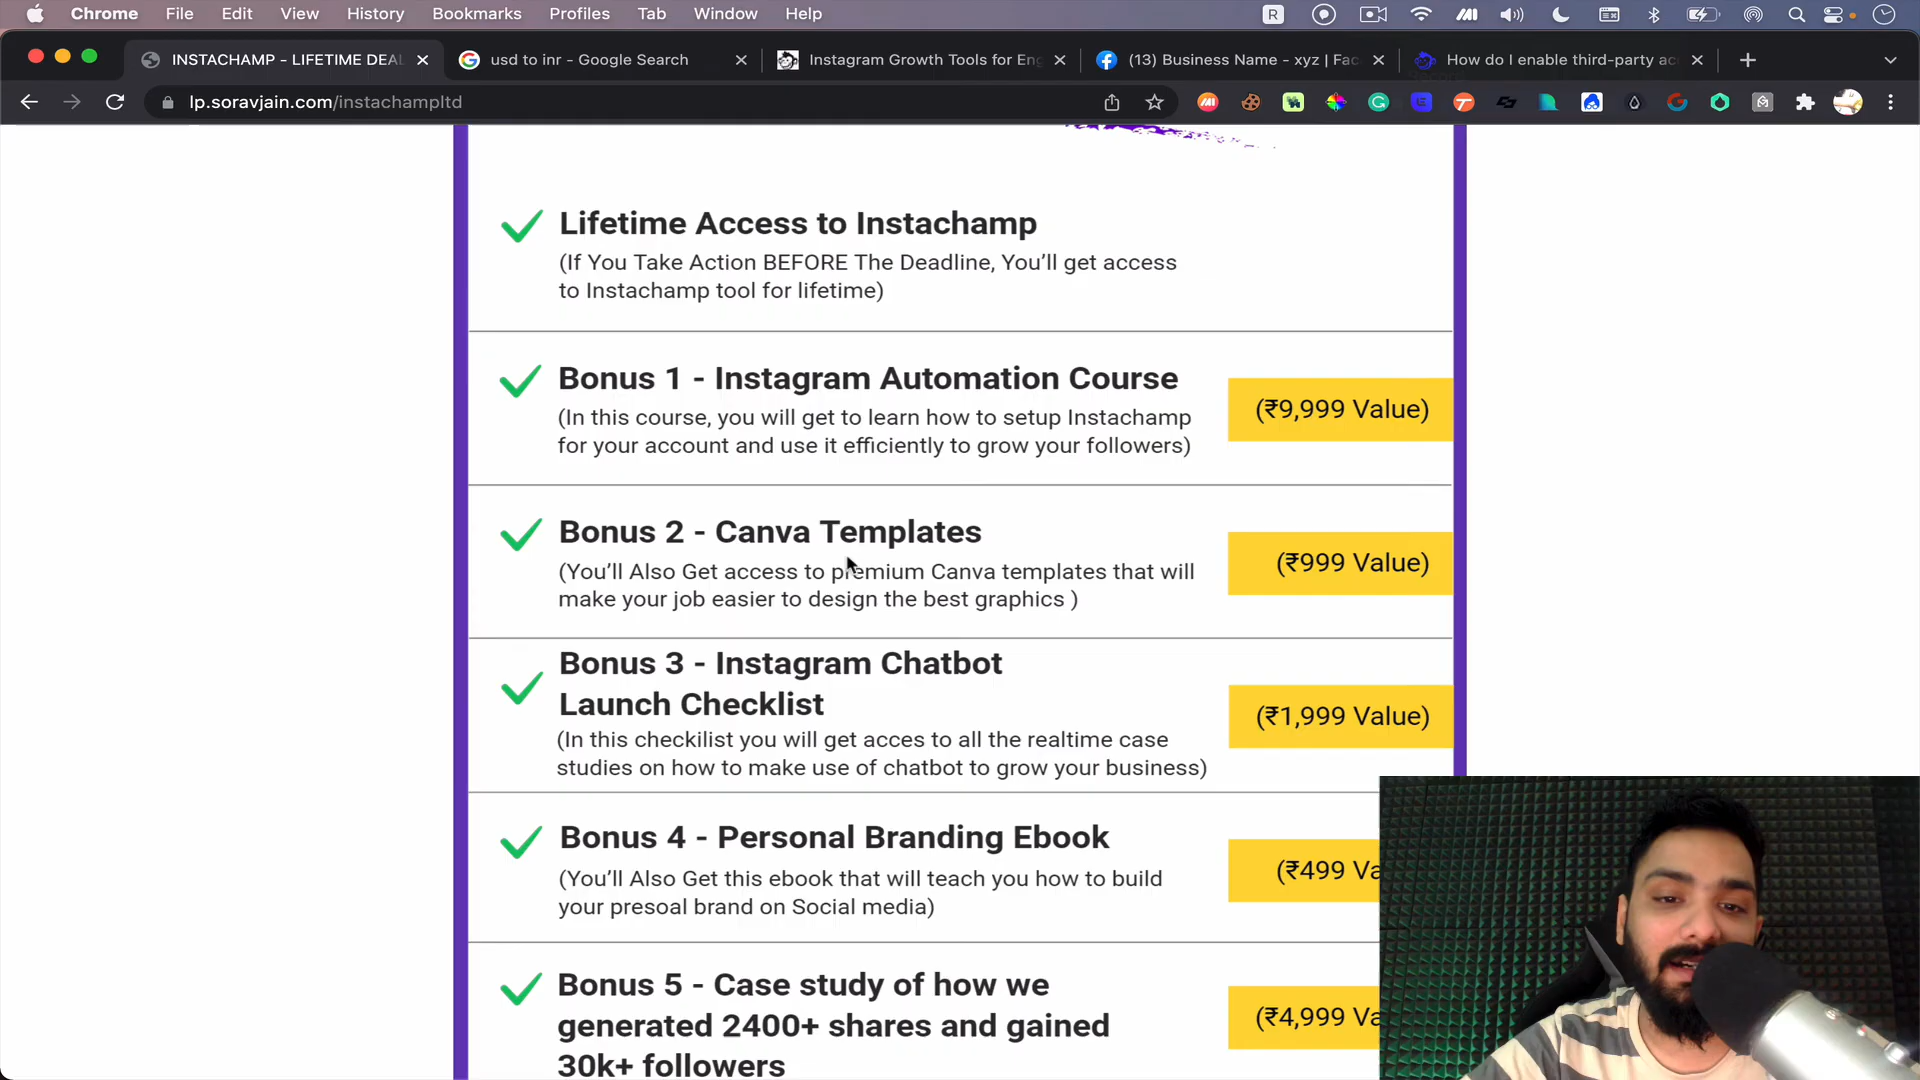 Chrome File Edit View History Bookmarks Profiles Tab Window Help
INSTACHAMP - LIFETIME DEAL
usd to inr - Google Search
Instagram Growth Tools for Eng
(13) Business Name - xyz | Fac
How do I enable third-party ac
lp.soravjain.com/instachampltd
Lifetime Access to Instachamp
(If You Take Action BEFORE The Deadline, You’ll get access
to Instachamp tool for lifetime)
Bonus 1 - Instagram Automation Course
(In this course, you will get to learn how to setup Instachamp
for your account and use it efficiently to grow your followers)
(₹9,999 Value)
Bonus 2 - Canva Templates
(You’ll Also Get access to premium Canva templates that will
make your job easier to design the best graphics )
(₹999 Value)
Bonus 3 - Instagram Chatbot
Launch Checklist
(In this checkilist you will get acces to all the realtime case
studies on how to make use of chatbot to grow your business)
(₹1,999 Value)
Bonus 4 - Personal Branding Ebook
(You’ll Also Get this ebook that will teach you how to build
your presoal brand on Social media)
(₹499 Va
Bonus 5 - Case study of how we
generated 2400+ shares and gained
30k+ followers
(₹4,999 Va